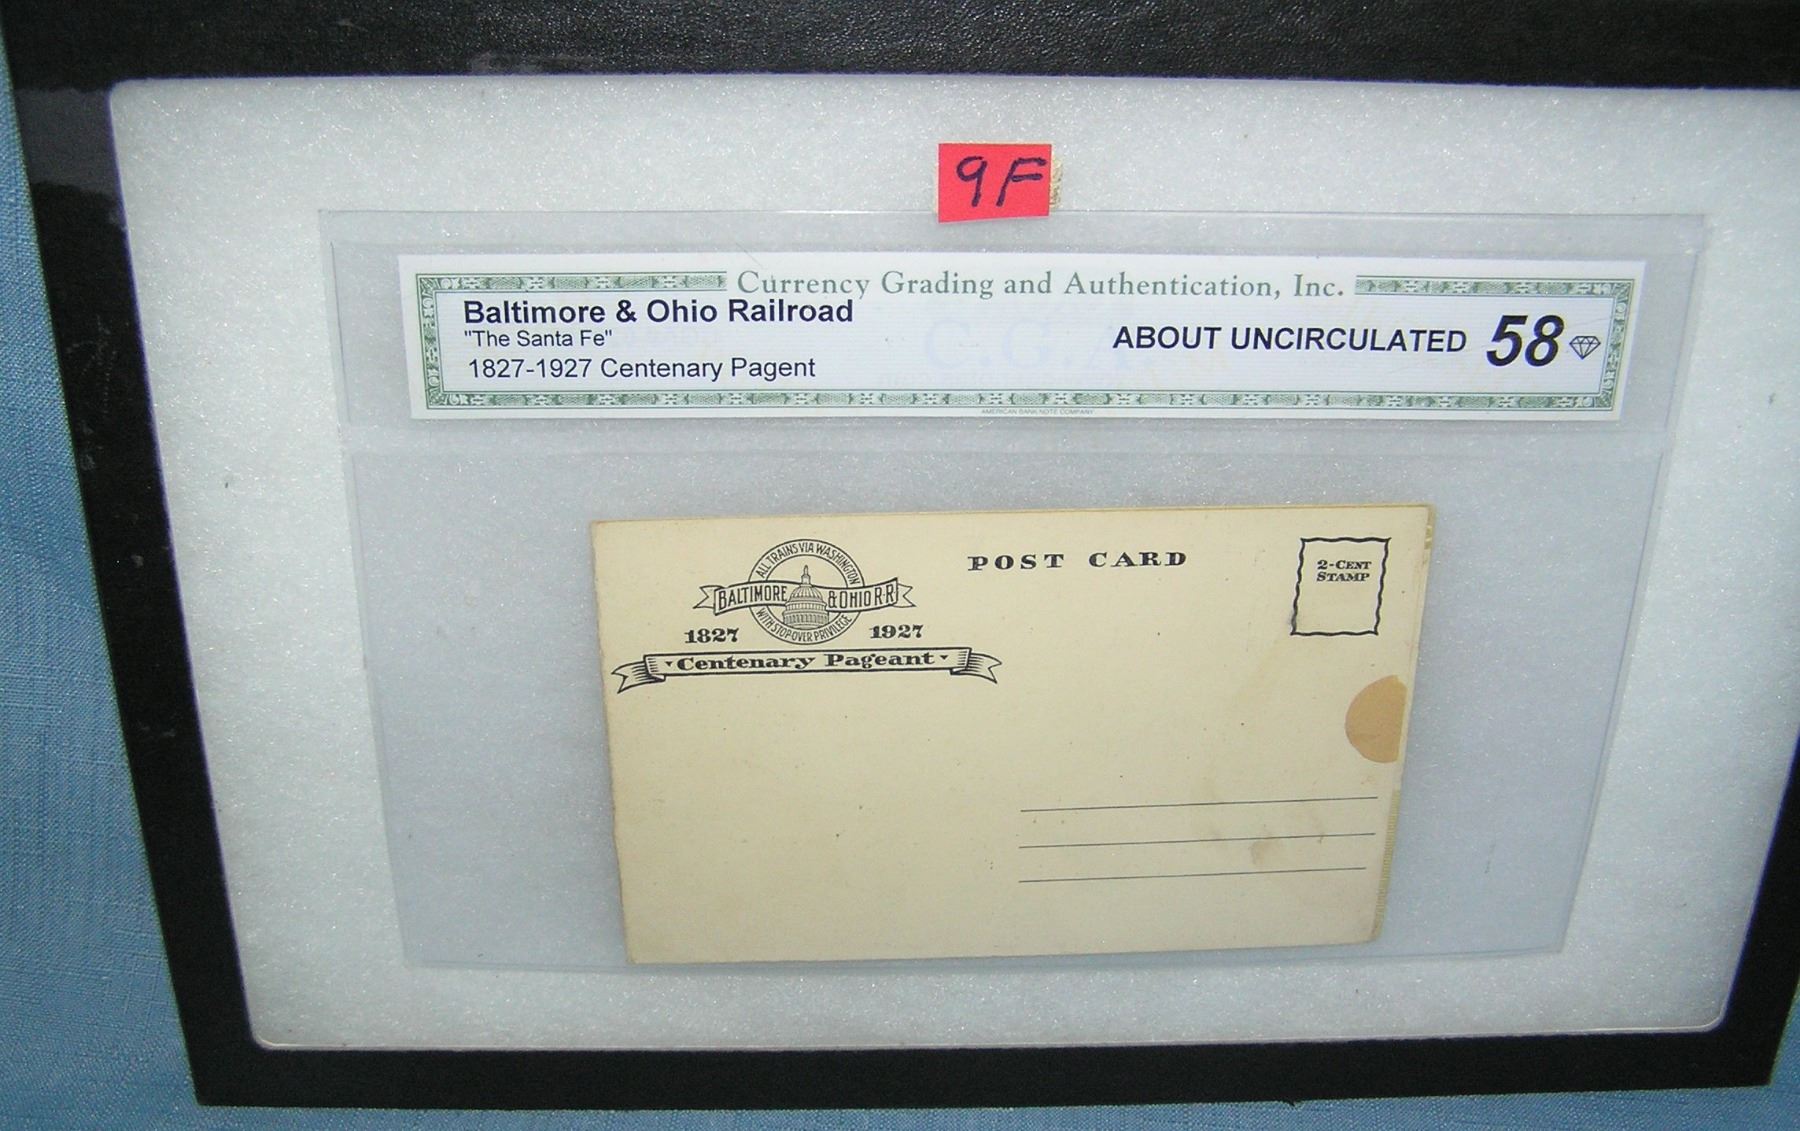 9F
Currency Grading and Authentication, Inc.
Baltimore & Ohio Railroad
"The Santa Fe"
1827-1927 Centenary Pagent
ABOUT UNCIRCULATED 58
AMERICAN BANK NOTE COMPANY
ALL TRAINS VIA WASHINGTON
BALTIMORE & OHIO R·R
WITH STOPOVER PRIVILEGE
1827 1927
Centenary Pageant
POST CARD
2-CENT
STAMP